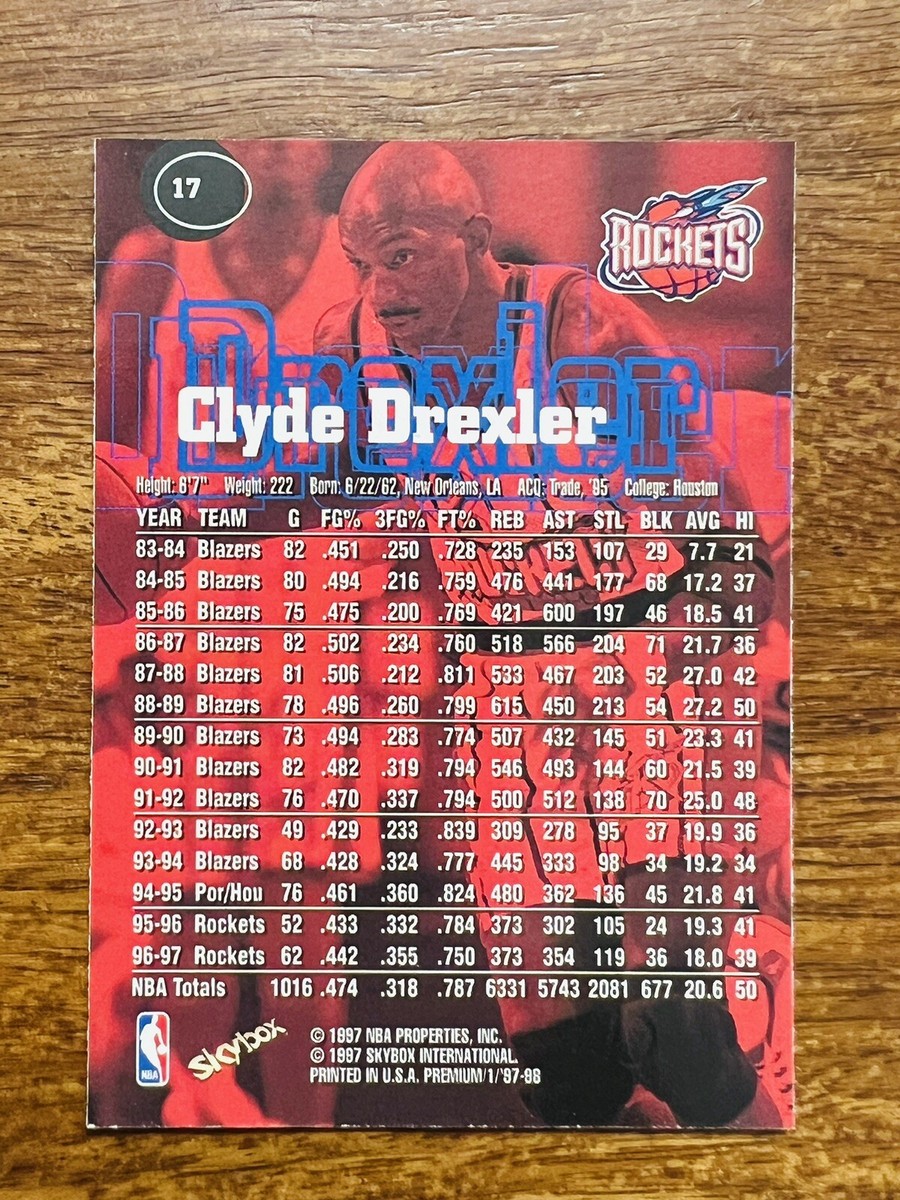 17
ROCKETS
Drexler
Clyde Drexler
Height: 6'7" Weight: 222 Born: 6/22/62, New Orleans, LA ACQ: Trade, '95 College: Houston
YEAR TEAM G FG% 3FG% FT% REB AST STL BLK AVG HI
83-84 Blazers 82 .451 .250 .728 235 153 107 29 7.7 21
84-85 Blazers 80 .494 .216 .759 476 441 177 68 17.2 37
85-86 Blazers 75 .475 .200 .769 421 600 197 46 18.5 41
86-87 Blazers 82 .502 .234 .760 518 566 204 71 21.7 36
87-88 Blazers 81 .506 .212 .811 533 467 203 52 27.0 42
88-89 Blazers 78 .496 .260 .799 615 450 213 54 27.2 50
89-90 Blazers 73 .494 .283 .774 507 432 145 51 23.3 41
90-91 Blazers 82 .482 .319 .794 546 493 144 60 21.5 39
91-92 Blazers 76 .470 .337 .794 500 512 138 70 25.0 48
92-93 Blazers 49 .429 .233 .839 309 278 95 37 19.9 36
93-94 Blazers 68 .428 .324 .777 445 333 98 34 19.2 34
94-95 Por/Hou 76 .461 .360 .824 480 362 136 45 21.8 41
95-96 Rockets 52 .433 .332 .784 373 302 105 24 19.3 41
96-97 Rockets 62 .442 .355 .750 373 354 119 36 18.0 39
NBA Totals 1016 .474 .318 .787 6331 5743 2081 677 20.6 50
NBA
skybox
© 1997 NBA PROPERTIES, INC.
© 1997 SKYBOX INTERNATIONAL.
PRINTED IN U.S.A. PREMIUM/1/'97-98